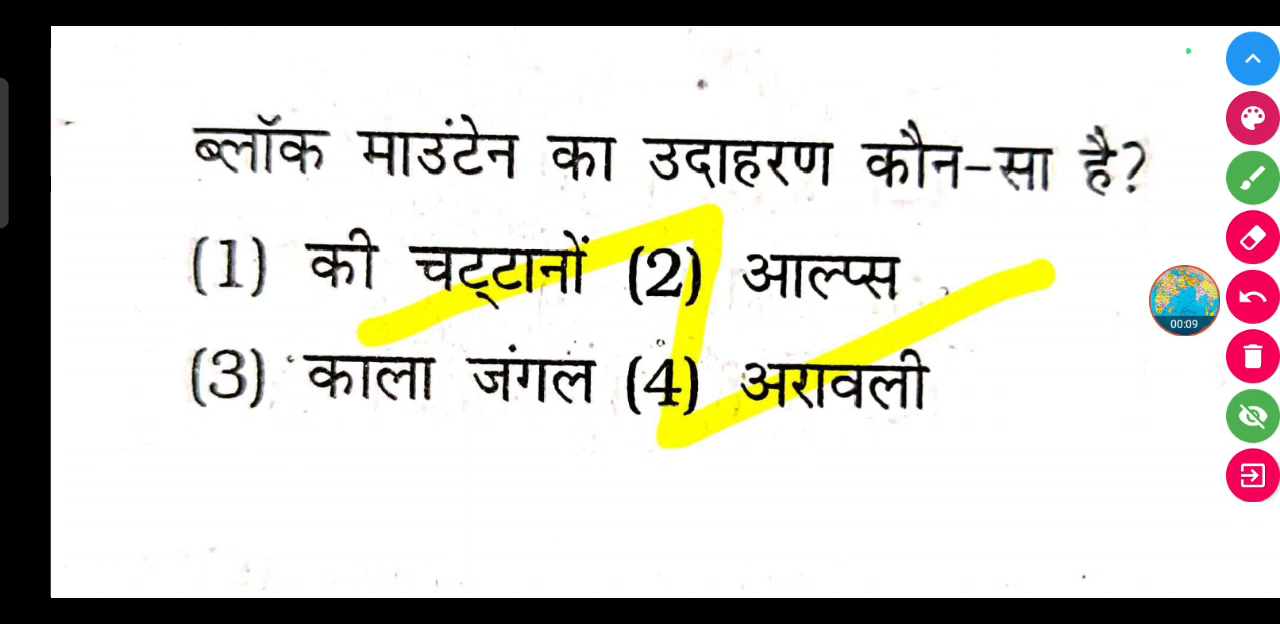 ब्लॉक माउंटेन का उदाहरण कौन-सा है?
(1) की चट्टानों (2) आल्प्स
(3) काला जंगल (4) अरावली
00:09